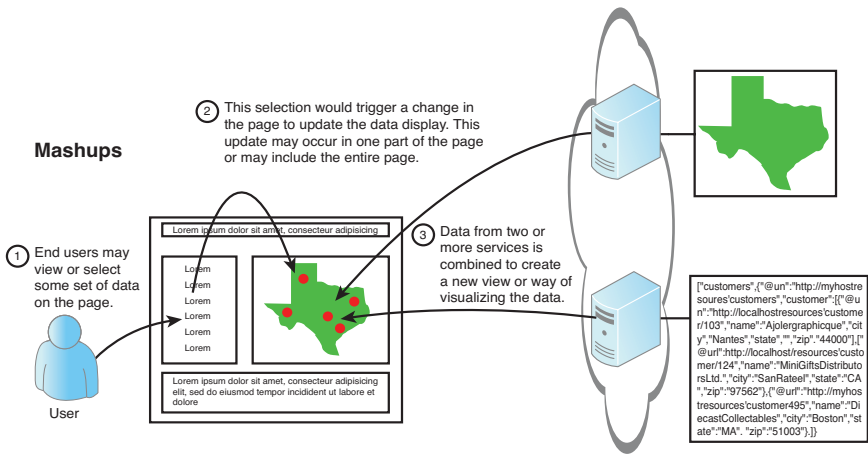 Mashups
1 End users may
view or select
some set of data
on the page.
User
2 This selection would trigger a change in
the page to update the data display. This
update may occur in one part of the page
or may include the entire page.
Lorem ipsum dolor sit amet, consecteur adipisicing
Lorem
Lorem
Lorem
Lorem
Lorem
Lorem
Lorem ipsum dolor sit amet, consecteur adipisicing
elit, sed do eiusmod tempor incidident ut labore et
dolore
3 Data from two or
more services is
combined to create
a new view or way of
visualizing the data.
["customers",{"@un":"http://myhostre
soures'customers","customer":[{"@u
n":"http://localhostresources'custome
r/103","name":"Ajolergraphicque","cit
y","Nantes","state","","zip"."44000"],["
@url":http://localhost/resources'custo
mer/124","name":"MiniGiftsDistributo
rsLtd.","city":"SanRateel","state":"CA
","zip":"97562"},{"@url":"http://myhos
tresources'customer495","name":"Di
ecastCollectables","city":"Boston","st
ate":"MA". "zip":"51003"}.]}